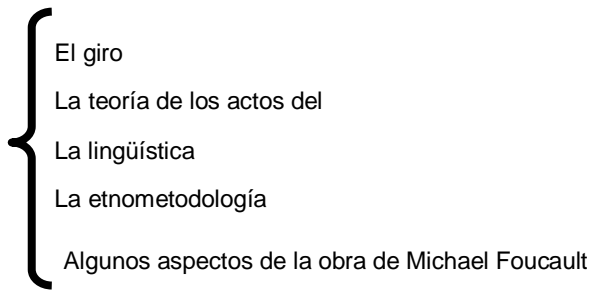 El giro
La teoría de los actos del
La lingüística
La etnometodología
Algunos aspectos de la obra de Michael Foucault